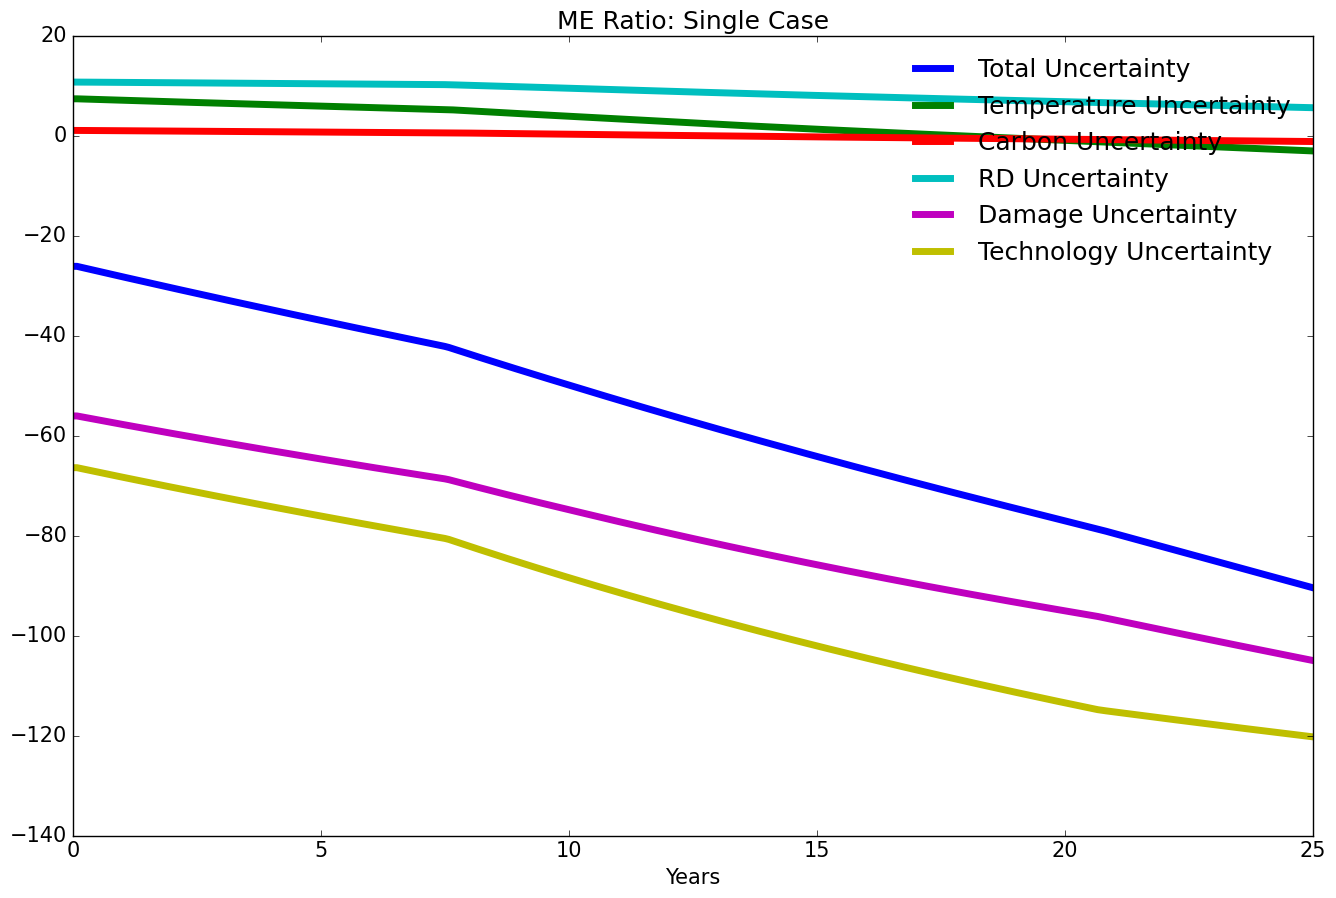 ME Ratio: Single Case
20
0
−20
−40
−60
−80
−100
−120
−140
Total Uncertainty
Temperature Uncertainty
Carbon Uncertainty
RD Uncertainty
Damage Uncertainty
Technology Uncertainty
0 5 10 15 20 25
Years